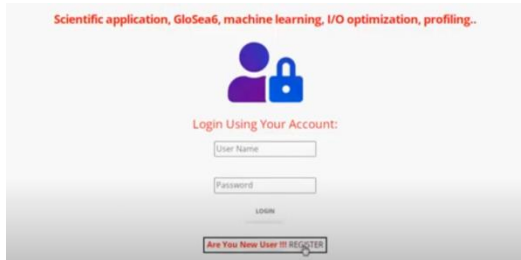 Scientific application, GloSea6, machine learning, I/O optimization, profiling..
Login Using Your Account:
User Name
Password
LOGIN
Are You New User !!! REGISTER